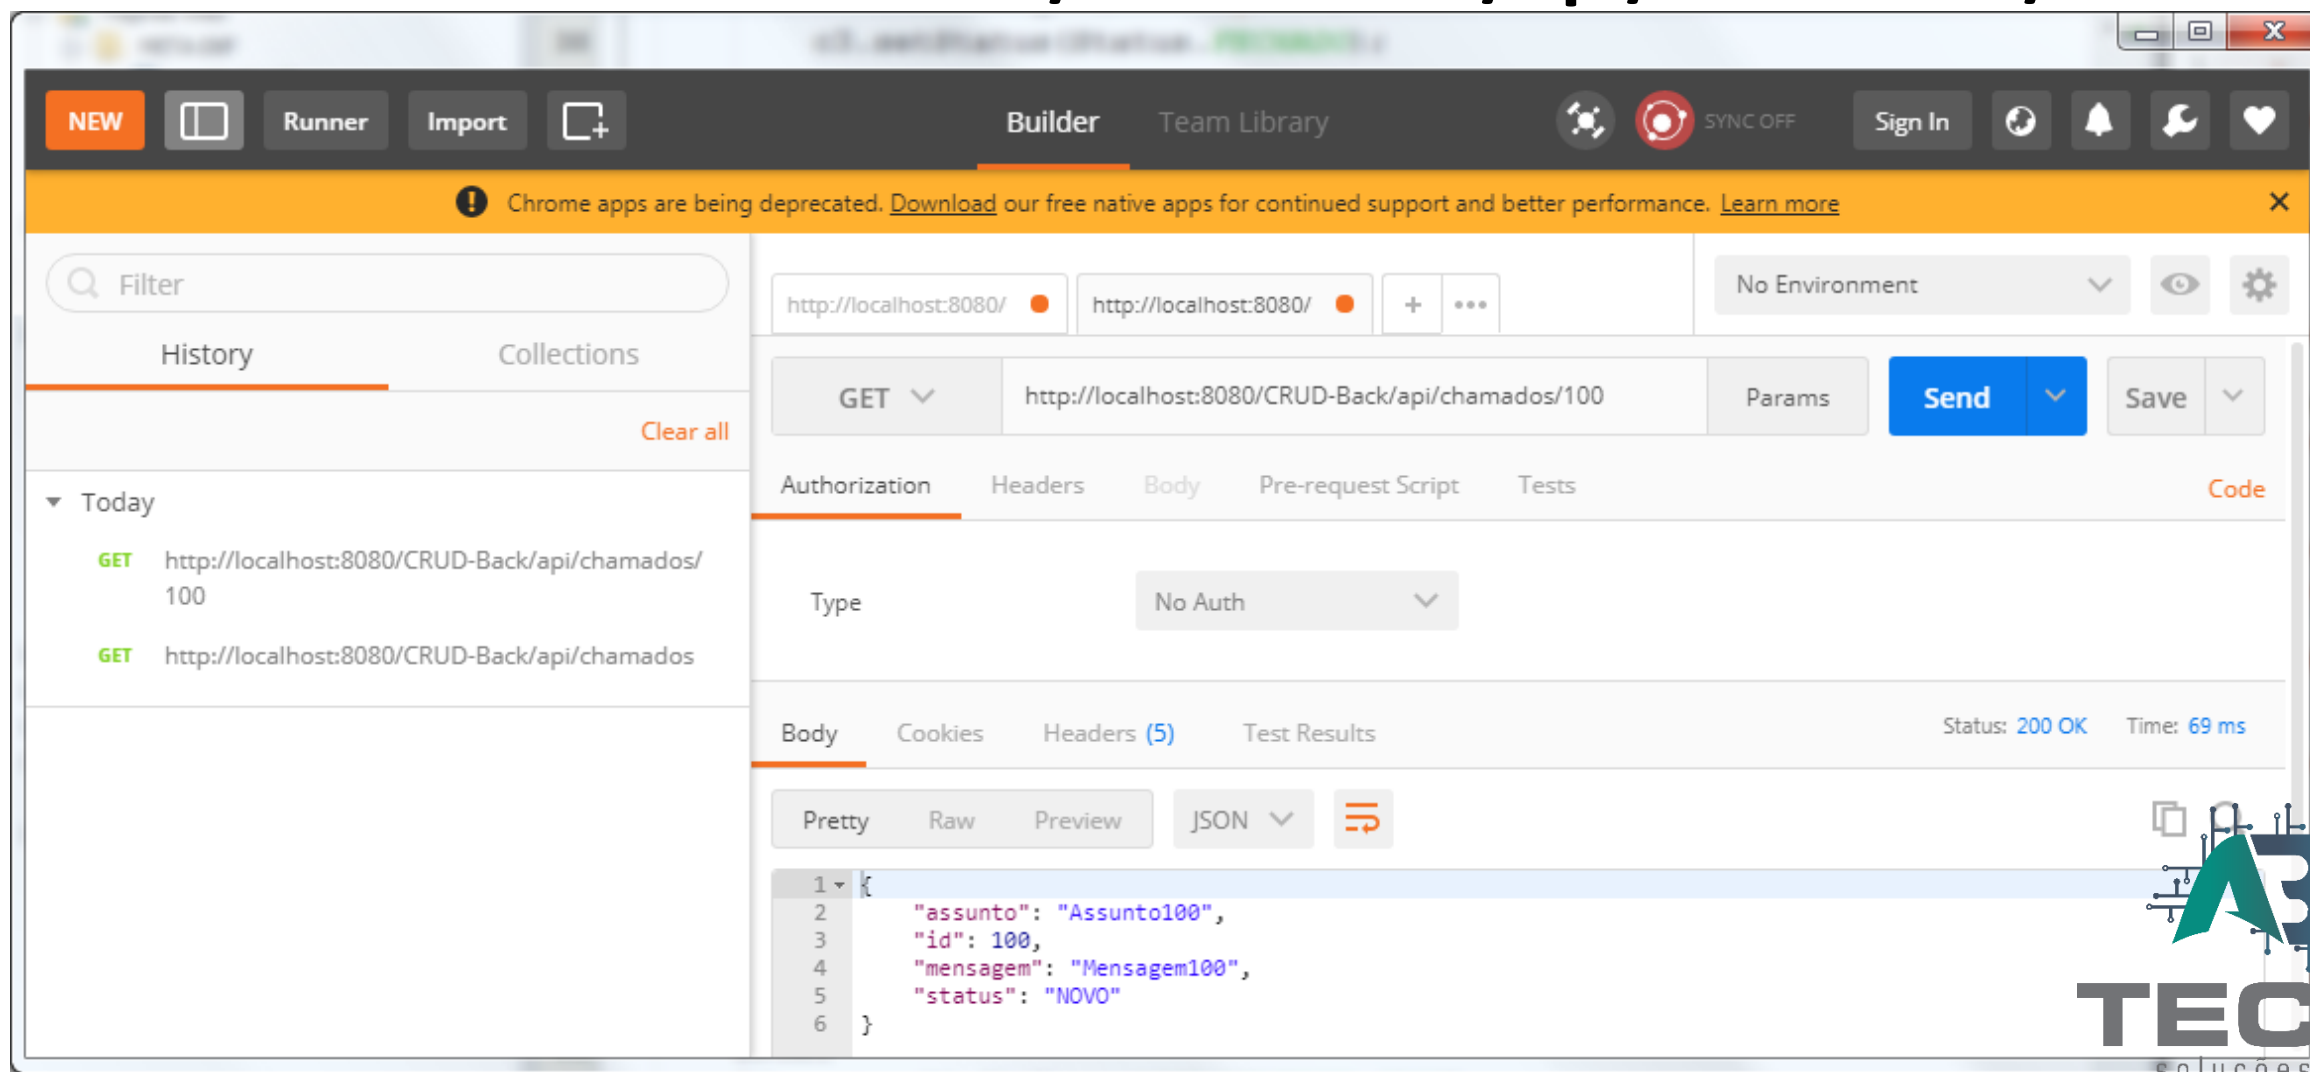 NEW Runner Import Builder Team Library SYNC OFF Sign In
Chrome apps are being deprecated. Download our free native apps for continued support and better performance. Learn more
Filter
History Collections
Clear all
Today
GET http://localhost:8080/CRUD-Back/api/chamados/
100
GET http://localhost:8080/CRUD-Back/api/chamados
http://localhost:8080/ http://localhost:8080/ + ••• No Environment
GET http://localhost:8080/CRUD-Back/api/chamados/100 Params Send Save
Authorization Headers Body Pre-request Script Tests Code
Type No Auth
Body Cookies Headers (5) Test Results Status: 200 OK Time: 69 ms
Pretty Raw Preview JSON
1 {
2 "assunto": "Assunto100",
3 "id": 100,
4 "mensagem": "Mensagem100",
5 "status": "NOVO"
6 }
TEC
soluções